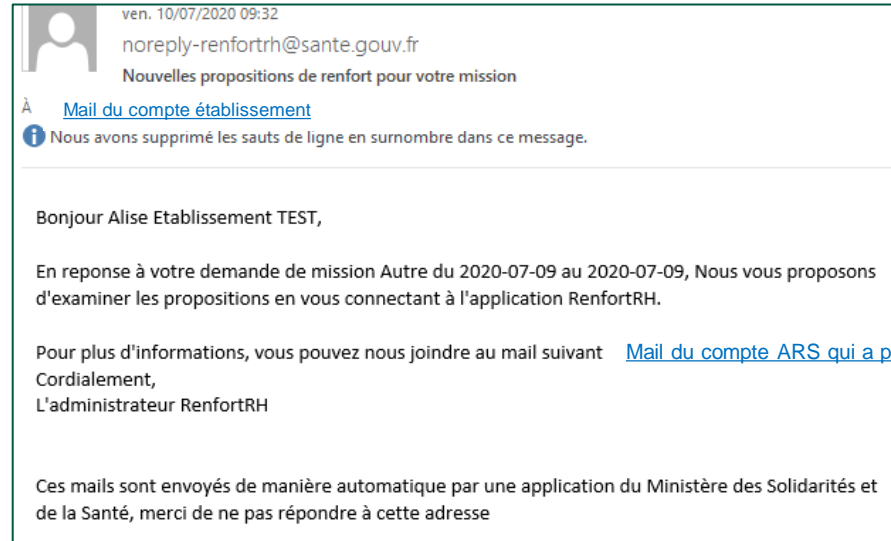 ven. 10/07/2020 09:32
noreply-renfortrh@sante.gouv.fr
Nouvelles propositions de renfort pour votre mission
À Mail du compte établissement
Nous avons supprimé les sauts de ligne en surnombre dans ce message.
Bonjour Alise Etablissement TEST,
En reponse à votre demande de mission Autre du 2020-07-09 au 2020-07-09, Nous vous proposons
d'examiner les propositions en vous connectant à l'application RenfortRH.
Pour plus d'informations, vous pouvez nous joindre au mail suivant Mail du compte ARS qui a p
Cordialement,
L'administrateur RenfortRH
Ces mails sont envoyés de manière automatique par une application du Ministère des Solidarités et
de la Santé, merci de ne pas répondre à cette adresse